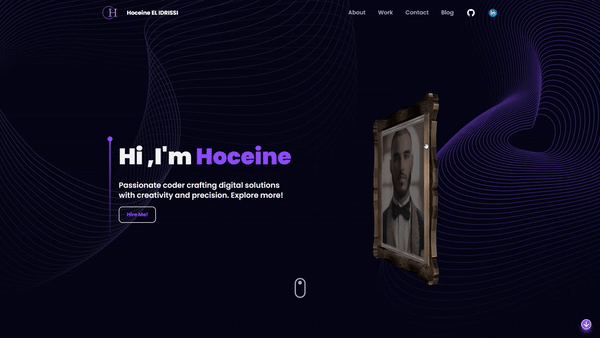 H
Hoceine EL IDRISSI
About
Work
Contact
Blog
in
Hi ,I'm Hoceine
Passionate coder crafting digital solutions
with creativity and precision. Explore more!
Hire Me!